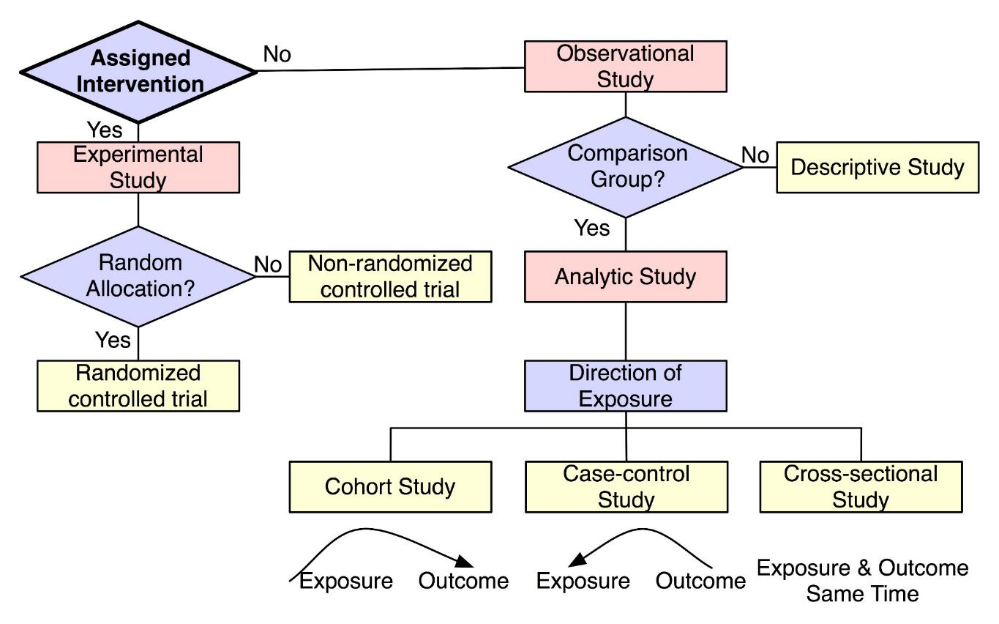 Assigned
Intervention
No
Observational
Study
Yes
Experimental
Study
Comparison
Group?
No
Descriptive Study
Yes
Random
Allocation?
No
Non-randomized
controlled trial
Analytic Study
Yes
Randomized
controlled trial
Direction of
Exposure
Cohort Study
Case-control
Study
Cross-sectional
Study
Exposure
Outcome
Exposure
Outcome
Exposure & Outcome
Same Time